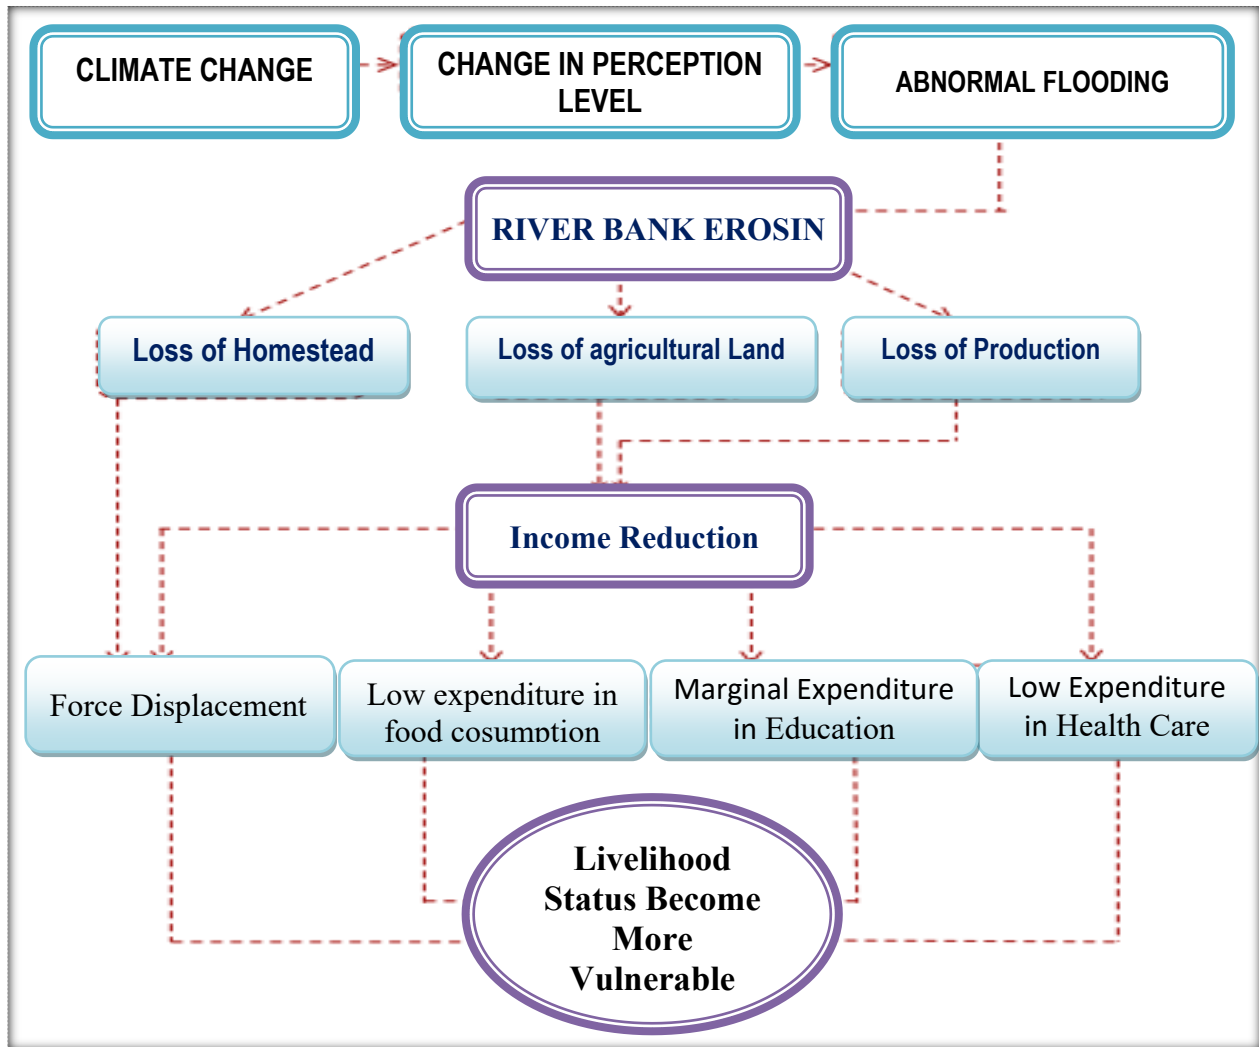 CLIMATE CHANGE
CHANGE IN PERCEPTION
LEVEL
ABNORMAL FLOODING
RIVER BANK EROSIN
Loss of Homestead
Loss of agricultural Land
Loss of Production
Income Reduction
Force Displacement
Low expenditure in
food cosumption
Marginal Expenditure
in Education
Low Expenditure
in Health Care
Livelihood
Status Become
More
Vulnerable